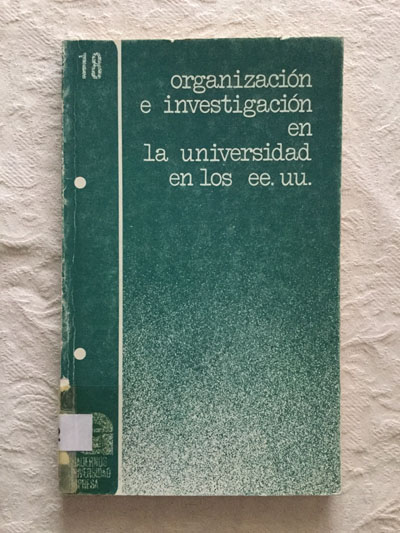 18
organización
e investigación
en
la universidad
en los ee. uu.